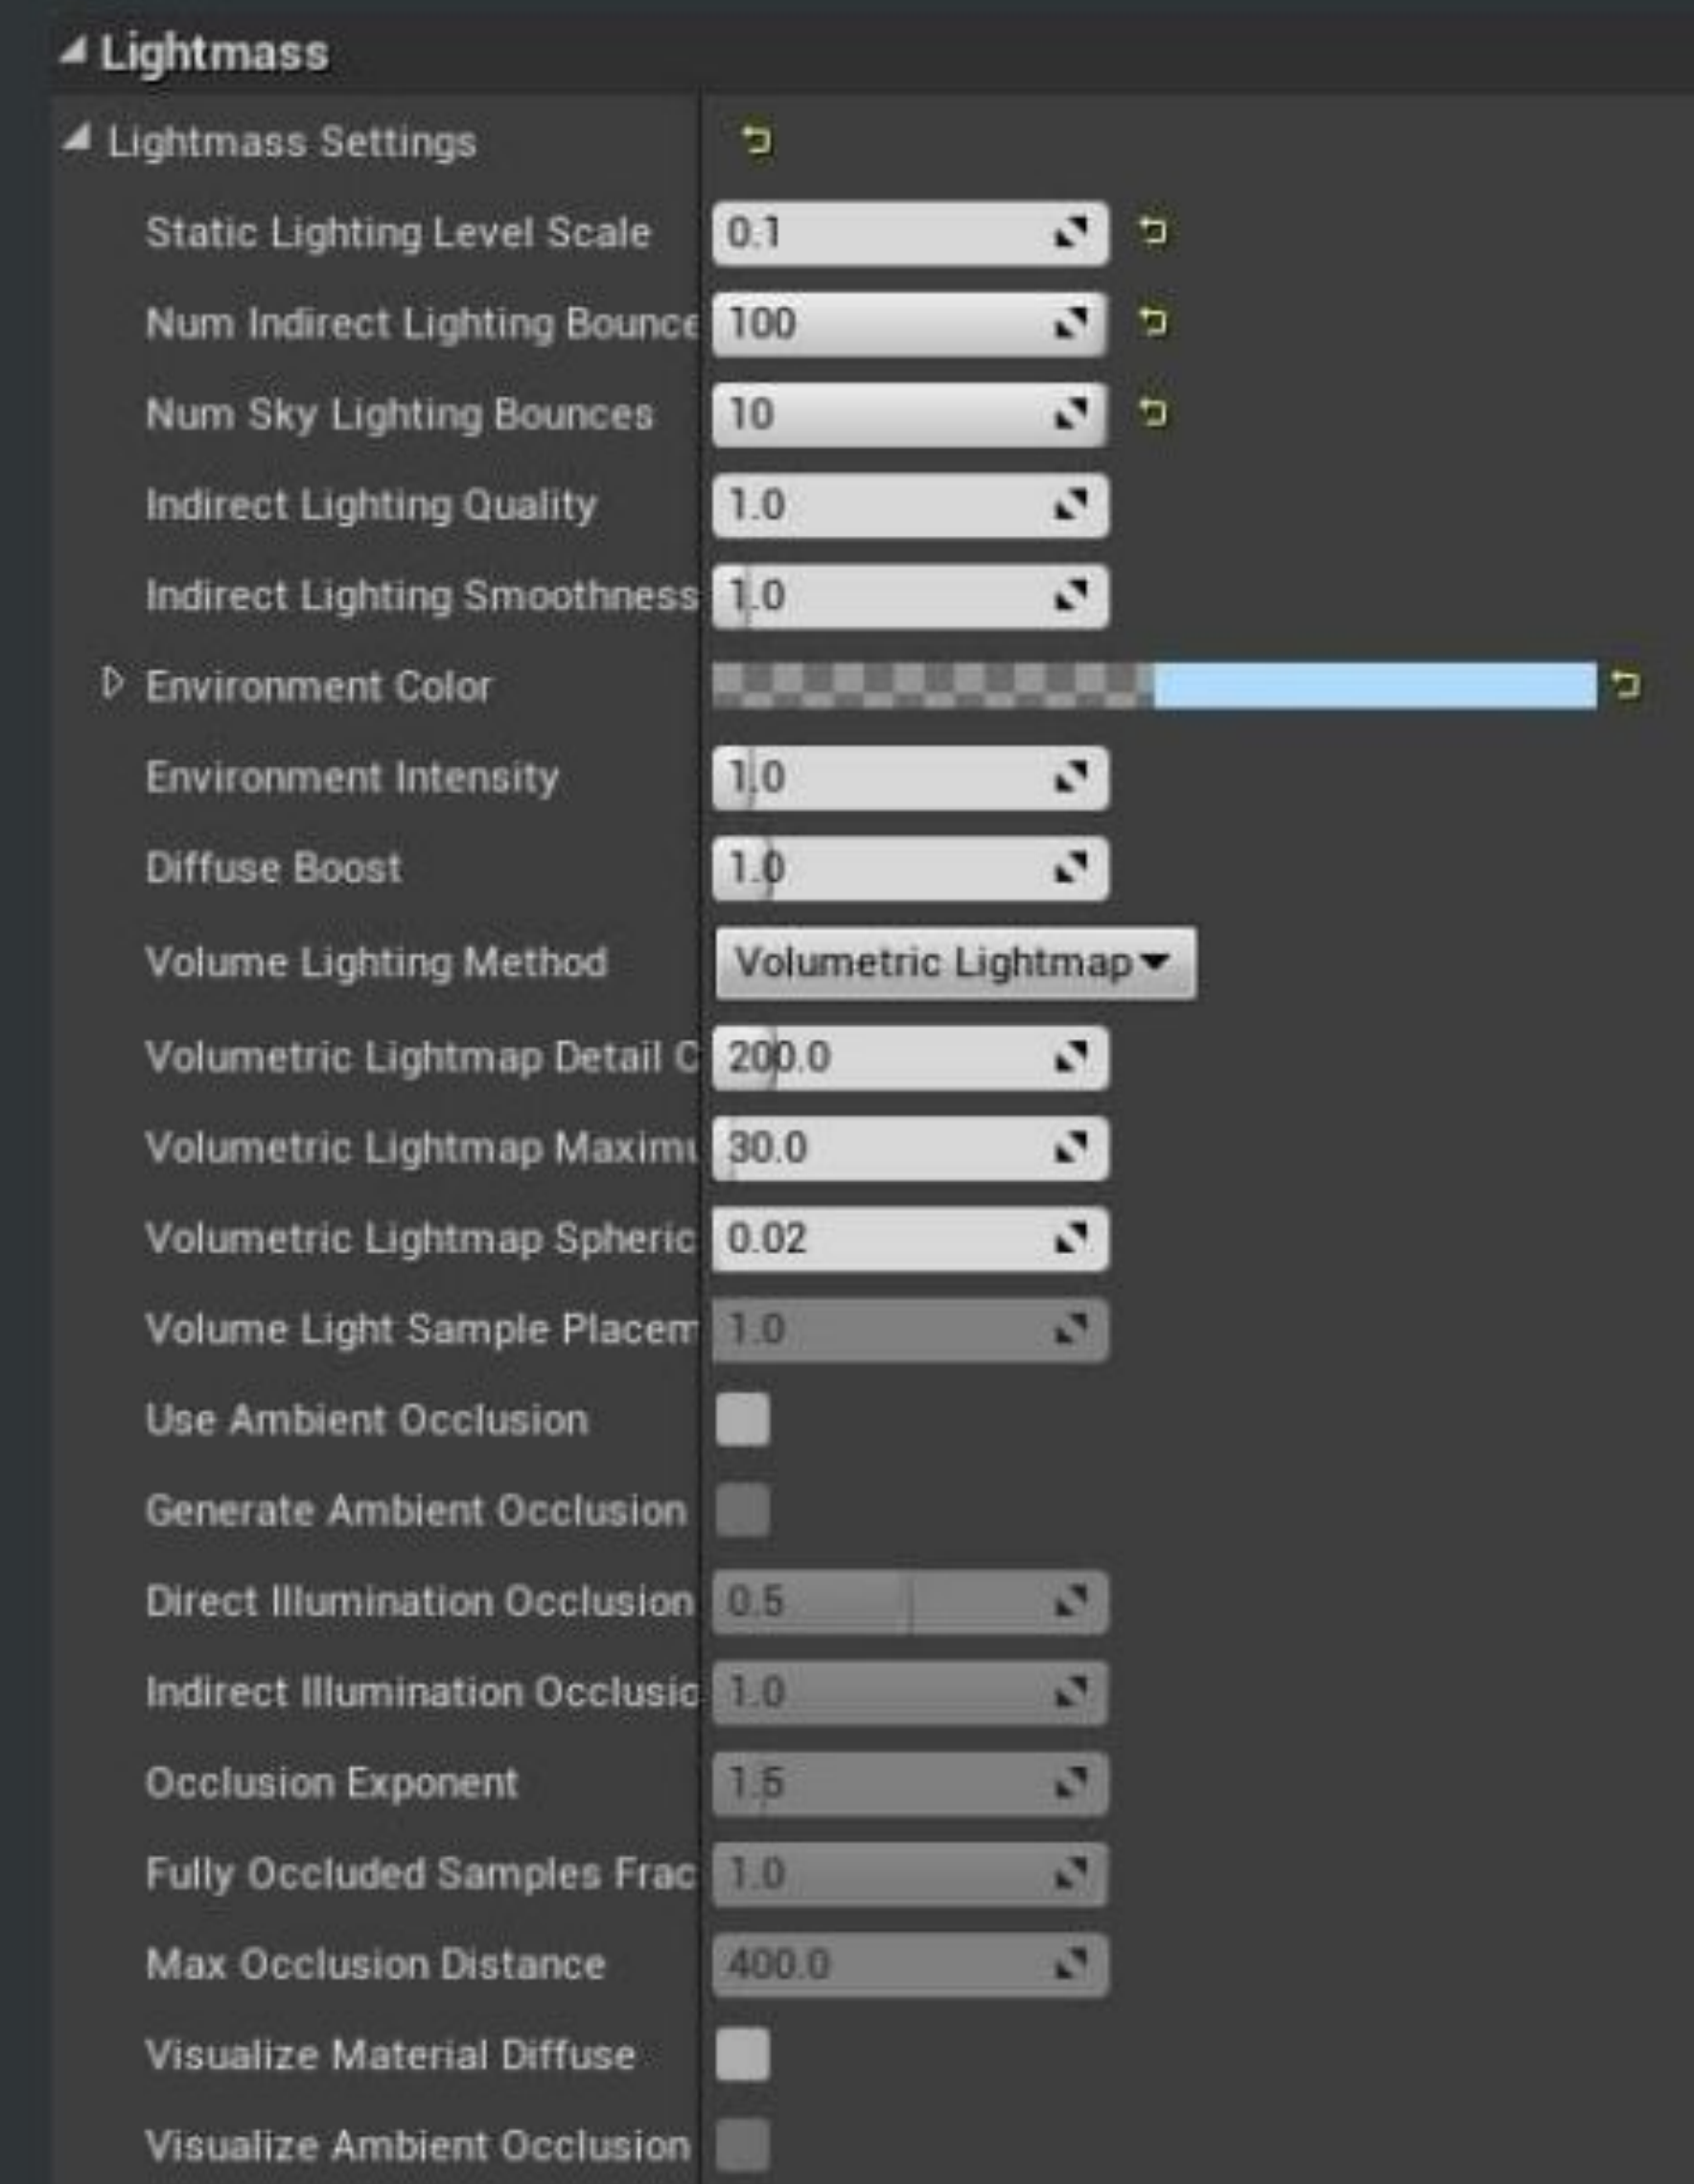 Lightmass
Lightmass Settings
Static Lighting Level Scale 0.1
Num Indirect Lighting Bounce 100
Num Sky Lighting Bounces 10
Indirect Lighting Quality 1.0
Indirect Lighting Smoothness 1.0
Environment Color
Environment Intensity 1.0
Diffuse Boost 1.0
Volume Lighting Method Volumetric Lightmap
Volumetric Lightmap Detail C 200.0
Volumetric Lightmap Maximu 30.0
Volumetric Lightmap Spheric 0.02
Volume Light Sample Placem 1.0
Use Ambient Occlusion
Generate Ambient Occlusion
Direct Illumination Occlusion 0.5
Indirect Illumination Occlusic 1.0
Occlusion Exponent 1.5
Fully Occluded Samples Frac 1.0
Max Occlusion Distance 400.0
Visualize Material Diffuse
Visualize Ambient Occlusion